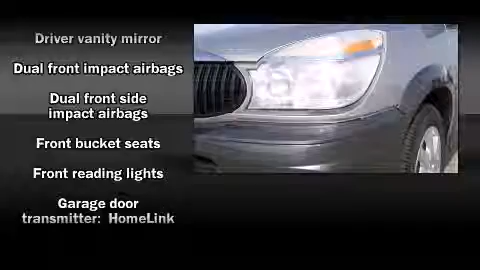 Driver vanity mirror
Dual front impact airbags
Dual front side
impact airbags
Front bucket seats
Front reading lights
Garage door
transmitter: HomeLink